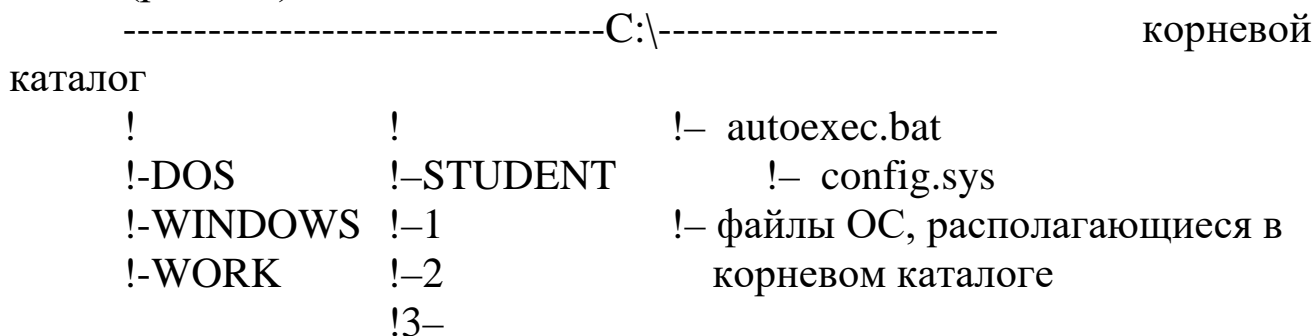 ----------------------------------C:\------------------------ корневой
каталог
! ! !– autoexec.bat
!-DOS !–STUDENT !– config.sys
!-WINDOWS !–1 !– файлы ОС, располагающиеся в
!-WORK !–2 корневом каталоге
!3–